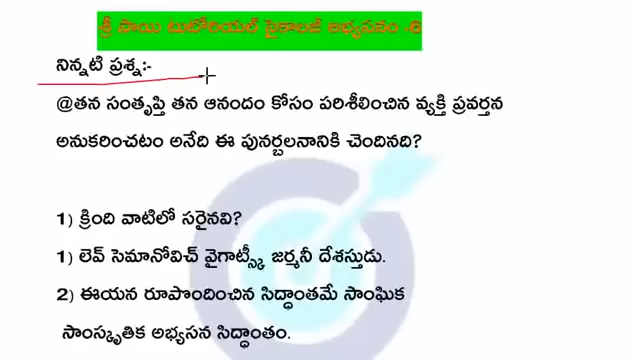 శ్రీ సాయి టుటోరియల్ సైకాలజీ అభ్యసనం -6
నిన్నటి ప్రశ్న:-
@తన సంతృప్తి తన ఆనందం కోసం పరిశీలించిన వ్యక్తి ప్రవర్తన
అనుకరించటం అనేది ఈ పునర్బలనానికి చెందినది?
1) క్రింది వాటిలో సరైనవి?
1) లెవ్ సెమానోవిచ్ వైగాట్స్కీ జర్మనీ దేశస్తుడు.
2) ఈయన రూపొందించిన సిద్ధాంతమే సాంఘిక
సాంస్కృతిక అభ్యసన సిద్ధాంతం.